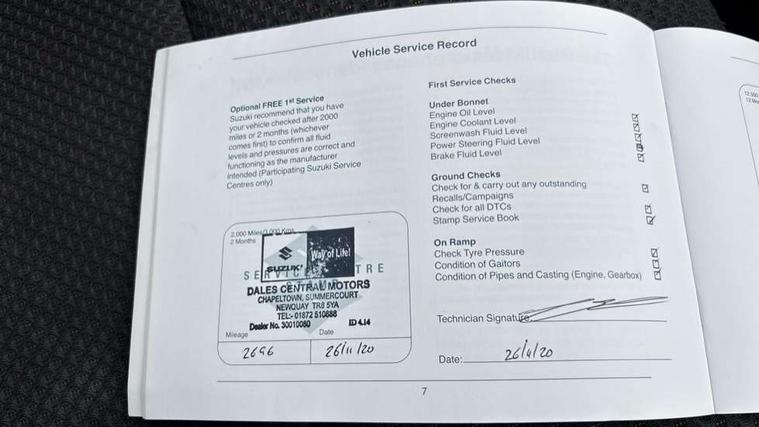 Vehicle Service Record
Optional FREE 1st Service
Suzuki recommend that you have
your vehicle checked after 2000
miles or 2 months (whichever
comes first) to confirm all fluid
levels and pressures are correct and
functioning as the manufacturer
intended (Participating Suzuki Service
Centres only)
2,000 Miles/3,000 Kms
2 Months
SUZUKI
Way of Life!
SERVICE CENTRE
DALES CENTRAL MOTORS
CHAPELTOWN, SUMMERCOURT
NEWQUAY TR8 5YA
TEL:- 01872 510888
Dealer No. 30010080 ID 4.14
Mileage Date
2696 26/11/20
First Service Checks
Under Bonnet
Engine Oil Level
Engine Coolant Level
Screenwash Fluid Level
Power Steering Fluid Level
Brake Fluid Level
Ground Checks
Check for & carry out any outstanding
Recalls/Campaigns
Check for all DTCs
Stamp Service Book
On Ramp
Check Tyre Pressure
Condition of Gaitors
Condition of Pipes and Casting (Engine, Gearbox)
Technician Signature:
Date: 26/11/20
7